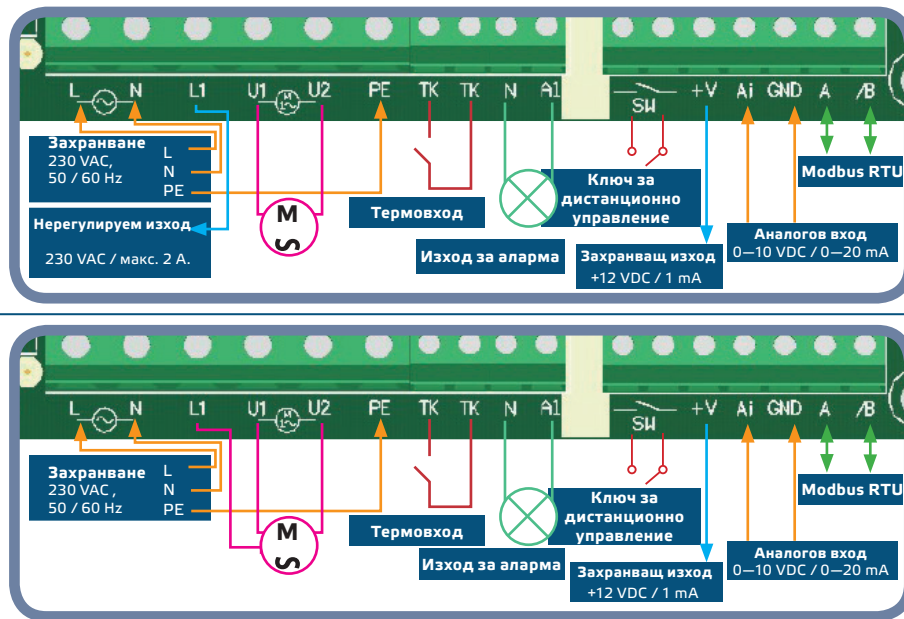 L N L1 U1 M 1~ U2 PE TK TK N A1 SW +V Ai GND A /B
Захранване
230 VAC,
50 / 60 Hz
L
N
PE
Нерегулируем изход
230 VAC / макс. 2 A.
M
S
Термовход
Изход за аларма
Ключ за
дистанционно
управление
Захранващ изход
+12 VDC / 1 mA
Аналогов вход
0—10 VDC / 0—20 mA
Modbus RTU
L N L1 U1 M 1~ U2 PE TK TK N A1 SW +V Ai GND A /B
Захранване
230 VAC ,
50 / 60 Hz
L
N
PE
M
S
Термовход
Изход за аларма
Ключ за
дистанционно
управление
Захранващ изход
+12 VDC / 1 mA
Аналогов вход
0—10 VDC / 0—20 mA
Modbus RTU